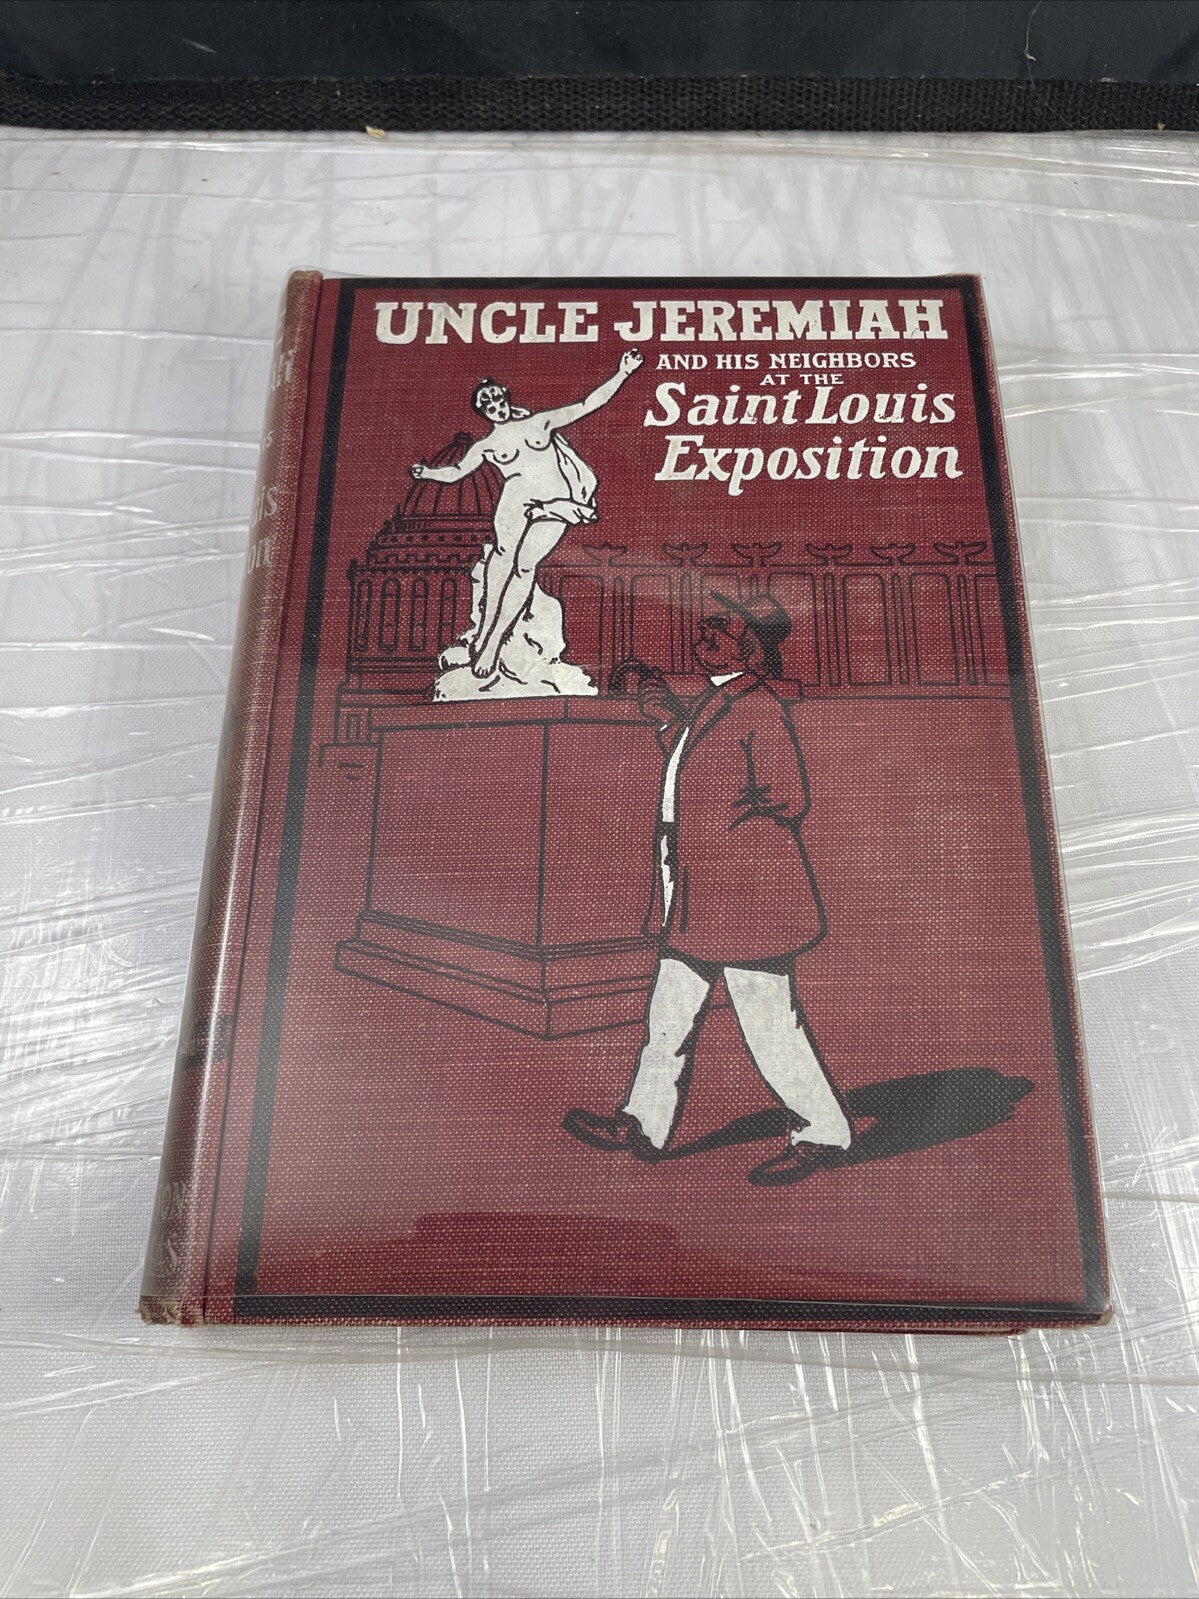 UNCLE JEREMIAH
AND HIS NEIGHBORS
AT THE
Saint Louis
Exposition